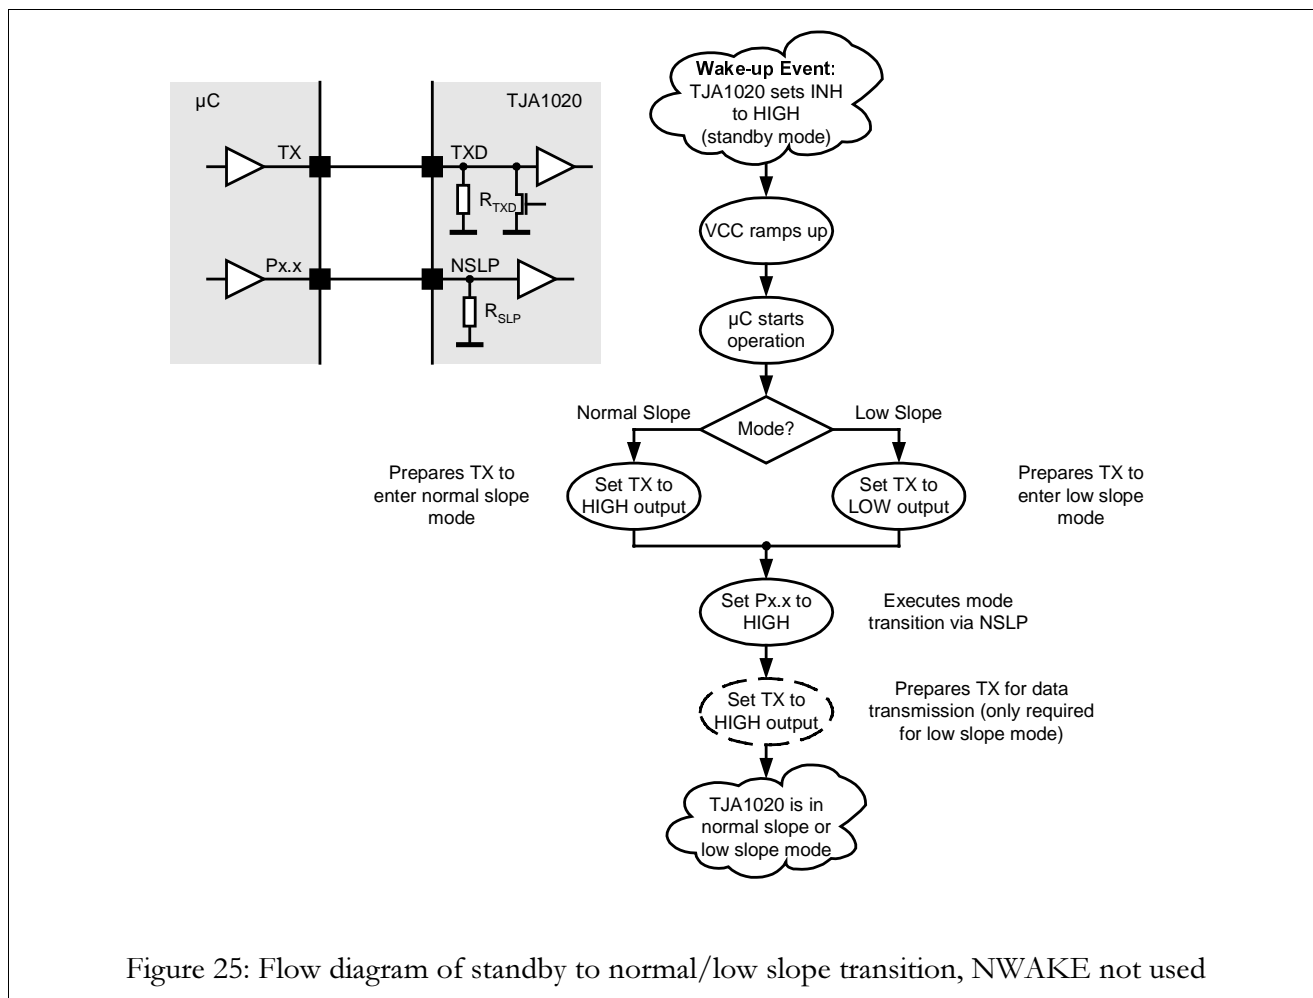 µC
TJA1020
TX
TXD
R_TXD
Px.x
NSLP
R_SLP
Wake-up Event:
TJA1020 sets INH
to HIGH
(standby mode)
VCC ramps up
µC starts
operation
Normal Slope
Mode?
Low Slope
Prepares TX to
enter normal slope
mode
Set TX to
HIGH output
Set TX to
LOW output
Prepares TX to
enter low slope
mode
Set Px.x to
HIGH
Executes mode
transition via NSLP
Set TX to
HIGH output
Prepares TX for data
transmission (only required
for low slope mode)
TJA1020 is in
normal slope or
low slope mode
Figure 25: Flow diagram of standby to normal/low slope transition, NWAKE not used